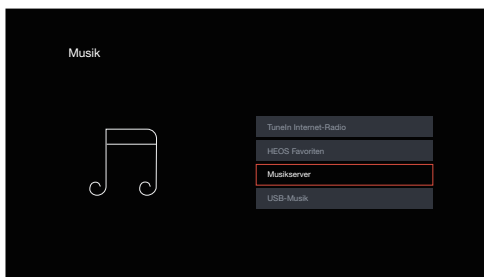 Musik
TuneIn Internet-Radio
HEOS Favoriten
Musikserver
USB-Musik